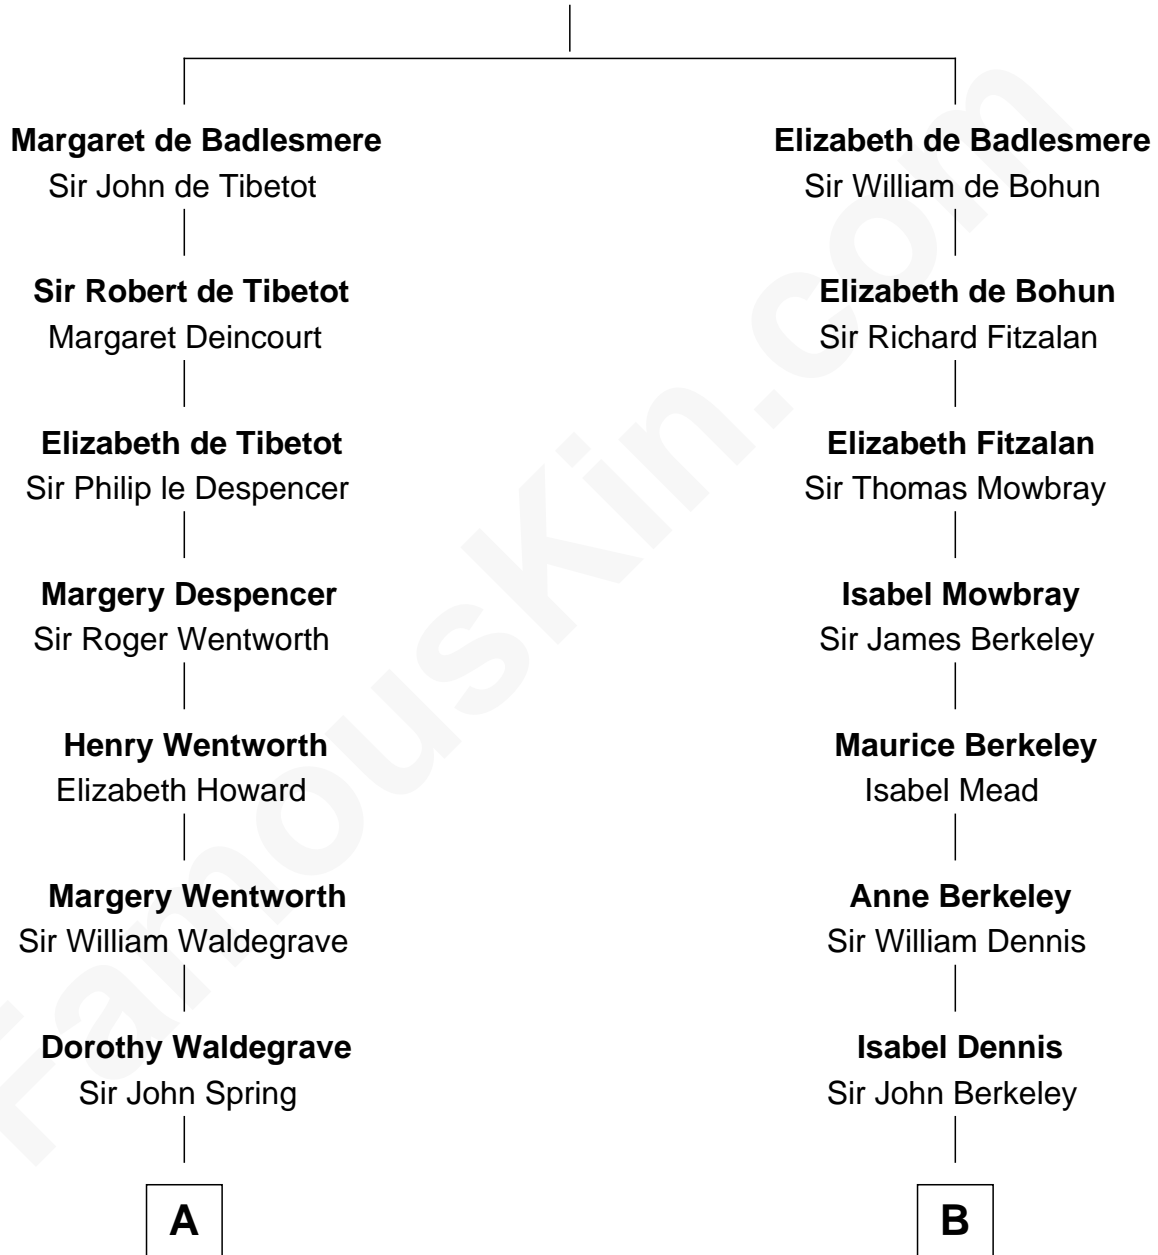 Margaret de Badlesmere
Sir John de Tibetot
Sir Robert de Tibetot
Margaret Deincourt
Elizabeth de Tibetot
Sir Philip le Despencer
Margery Despencer
Sir Roger Wentworth
Henry Wentworth
Elizabeth Howard
Margery Wentworth
Sir William Waldegrave
Dorothy Waldegrave
Sir John Spring
A
Elizabeth de Badlesmere
Sir William de Bohun
Elizabeth de Bohun
Sir Richard Fitzalan
Elizabeth Fitzalan
Sir Thomas Mowbray
Isabel Mowbray
Sir James Berkeley
Maurice Berkeley
Isabel Mead
Anne Berkeley
Sir William Dennis
Isabel Dennis
Sir John Berkeley
B
FamousKin.com